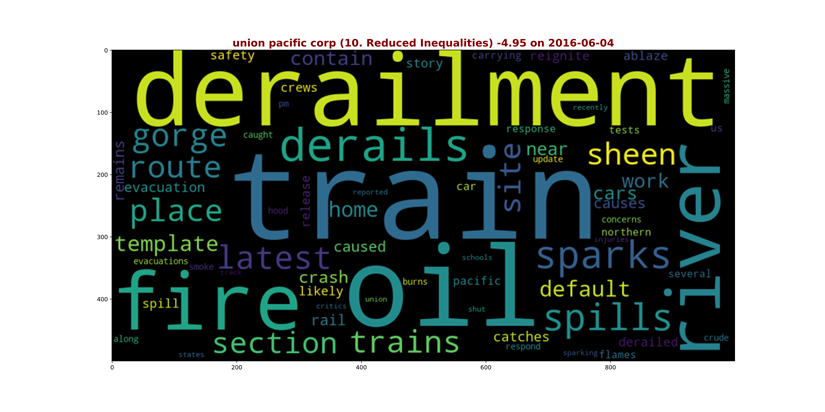 union pacific corp (10. Reduced Inequalities) -4.95 on 2016-06-04
0
100
200
300
400
0 200 400 600 800
safety contain story carrying reignite ablaze
derailment
crews massive
pm recently
gorge caught response tests us
derails near sheen
route remains update
evacuation train site car work
release reported cars
place hood home causes
concerns
template northern
latest caused sparks injuries
evacuations smoke track schools several
fire crash oil pacific default river
spill likely burns
critics union shut spills
rail
along section trains catches derailed crude
respond
states sparking flames